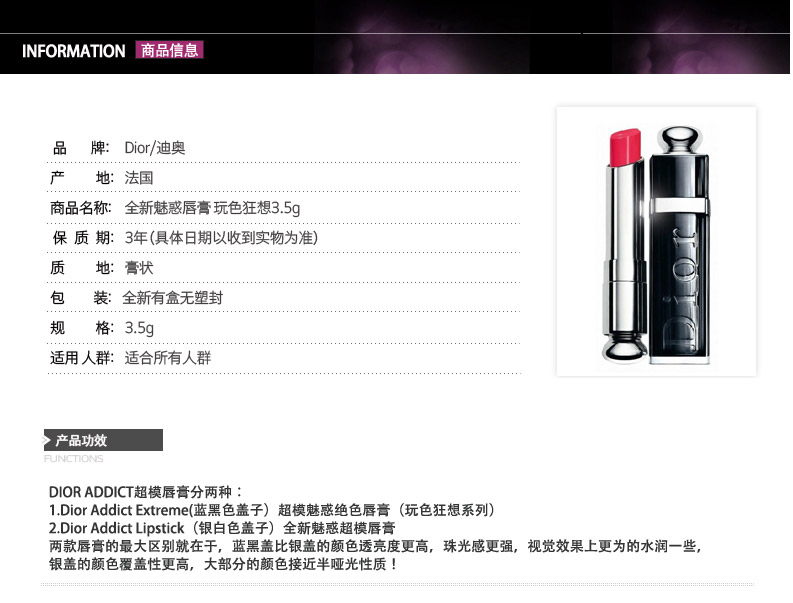 INFORMATION 商品信息
品 牌: Dior/迪奥
产 地: 法国
商品名称: 全新魅惑唇膏 玩色狂想3.5g
保 质 期: 3年(具体日期以收到实物为准)
质 地: 膏状
包 装: 全新有盒无塑封
规 格: 3.5g
适用人群: 适合所有人群
Dior
产品功效
FUNCTIONS
DIOR ADDICT超模唇膏分两种：
1.Dior Addict Extreme(蓝黑色盖子）超模魅惑绝色唇膏（玩色狂想系列）
2.Dior Addict Lipstick（银白色盖子）全新魅惑超模唇膏
两款唇膏的最大区别就在于，蓝黑盖比银盖的颜色透亮度更高，珠光感更强，视觉效果上更为的水润一些，
银盖的颜色覆盖性更高，大部分的颜色接近半哑光性质！